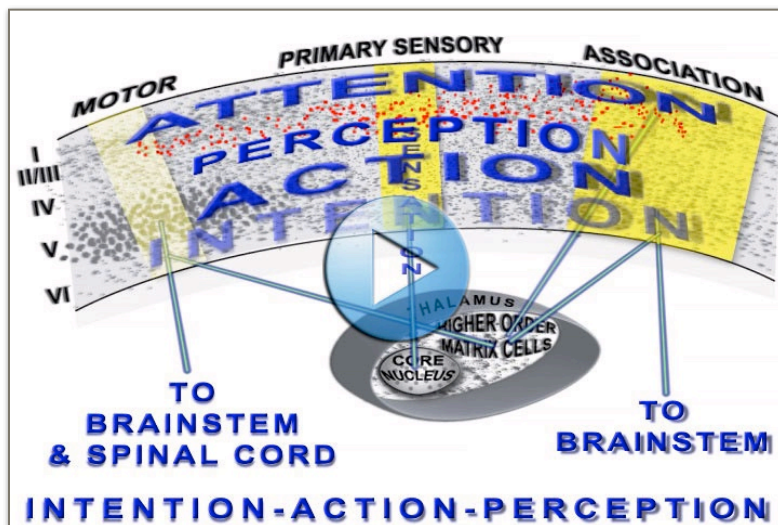 MOTOR
PRIMARY SENSORY
ASSOCIATION
ATTENTION
PERCEPTION
ACTION
INTENTION
SENSATION
I
II/III
IV
V
VI
THALAMUS
HIGHER ORDER
MATRIX CELLS
CORE
NUCLEUS
TO
BRAINSTEM
& SPINAL CORD
TO
BRAINSTEM
INTENTION-ACTION-PERCEPTION